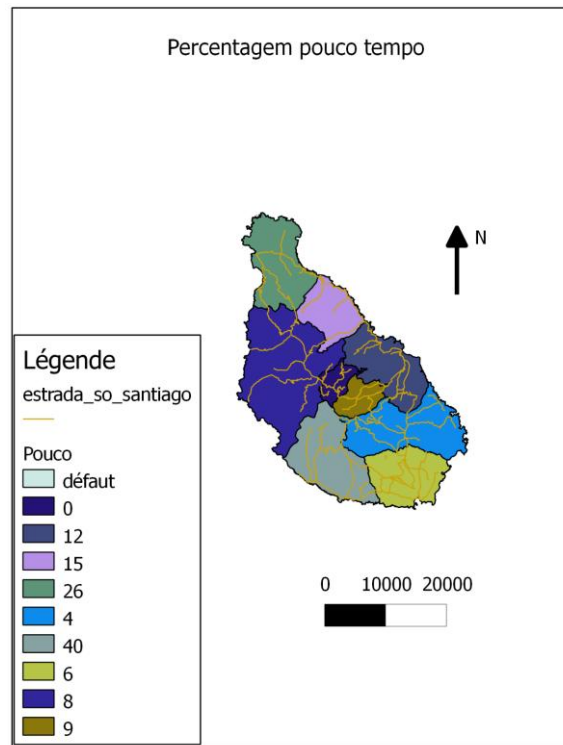 Percentagem pouco tempo
N
Légende
estrada_so_santiago
Pouco
défaut
0
12
15
26
4
40
6
8
9
0 10000 20000